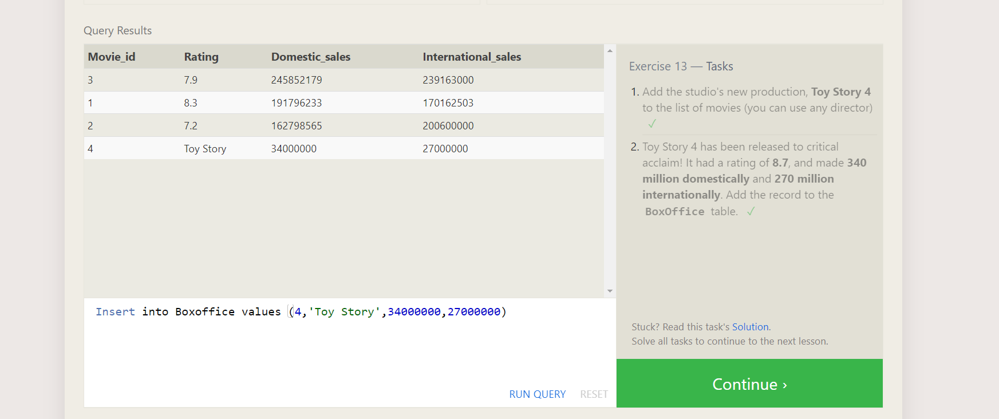 Query Results
Movie_id Rating Domestic_sales International_sales
3 7.9 245852179 239163000
1 8.3 191796233 170162503
2 7.2 162798565 200600000
4 Toy Story 34000000 27000000
Insert into Boxoffice values (4,'Toy Story',34000000,27000000)
RUN QUERY RESET
Exercise 13 — Tasks
1. Add the studio's new production, Toy Story 4
to the list of movies (you can use any director)
✓
2. Toy Story 4 has been released to critical
acclaim! It had a rating of 8.7, and made 340
million domestically and 270 million
internationally. Add the record to the
BoxOffice table. ✓
Stuck? Read this task's Solution.
Solve all tasks to continue to the next lesson.
Continue ›